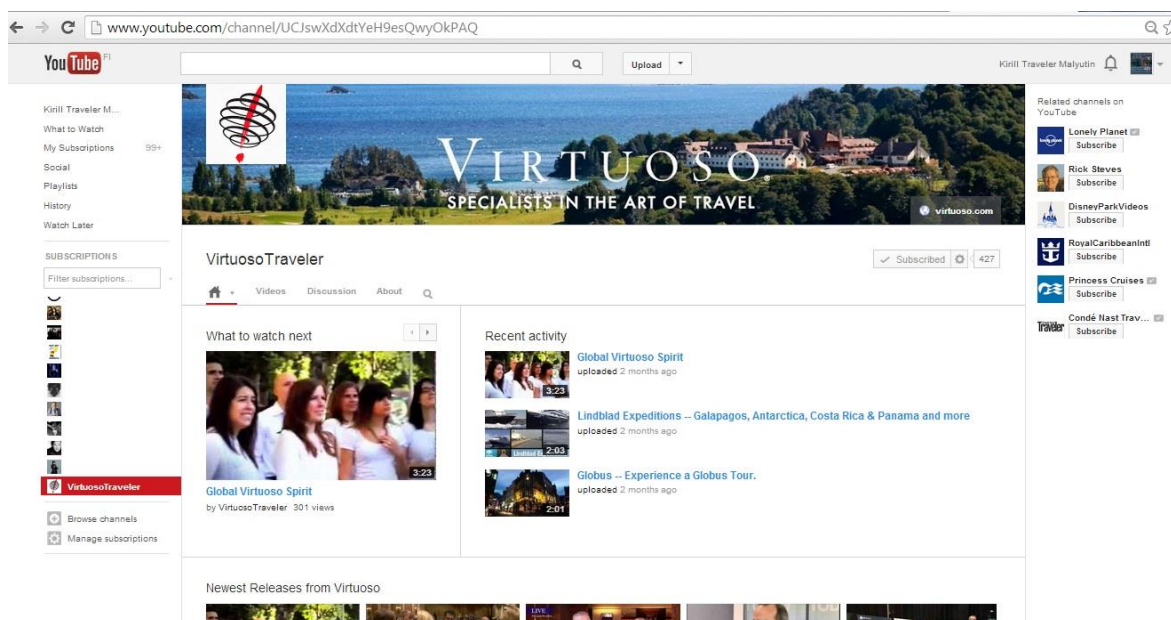 www.youtube.com/channel/UCJswXdXdtYeH9esQwyOkPAQ
YouTube FI
Upload
Kirill Traveler Malyutin
Kirill Traveler M...
What to Watch
My Subscriptions 99+
Social
Playlists
History
Watch Later
SUBSCRIPTIONS
Filter subscriptions...
VirtuosoTraveler
Browse channels
Manage subscriptions
VIRTUOSO.
SPECIALISTS IN THE ART OF TRAVEL
virtuoso.com
VirtuosoTraveler
Subscribed 427
Videos Discussion About
What to watch next
3:23
Global Virtuoso Spirit
by VirtuosoTraveler 301 views
Recent activity
3:23
Global Virtuoso Spirit
uploaded 2 months ago
2:03
Lindblad Expeditions -- Galapagos, Antarctica, Costa Rica & Panama and more
uploaded 2 months ago
2:01
Globus -- Experience a Globus Tour.
uploaded 2 months ago
Newest Releases from Virtuoso
LIVE
Related channels on
YouTube
Lonely Planet
Subscribe
Rick Steves
Subscribe
DisneyParkVideos
Subscribe
RoyalCaribbeanIntl
Subscribe
Princess Cruises
Subscribe
Condé Nast Trav...
Traveler
Subscribe